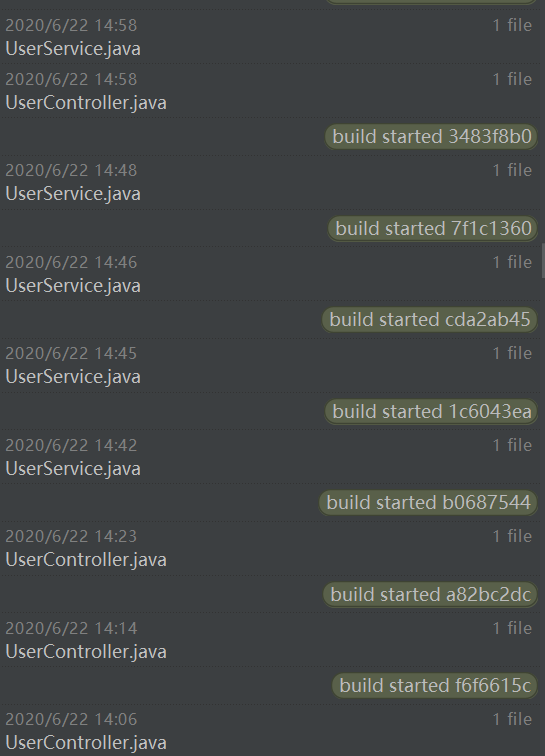 2020/6/22 14:58 1 file
UserService.java
2020/6/22 14:58 1 file
UserController.java
build started 3483f8b0
2020/6/22 14:48 1 file
UserService.java
build started 7f1c1360
2020/6/22 14:46 1 file
UserService.java
build started cda2ab45
2020/6/22 14:45 1 file
UserService.java
build started 1c6043ea
2020/6/22 14:42 1 file
UserService.java
build started b0687544
2020/6/22 14:23 1 file
UserController.java
build started a82bc2dc
2020/6/22 14:14 1 file
UserController.java
build started f6f6615c
2020/6/22 14:06 1 file
UserController.java